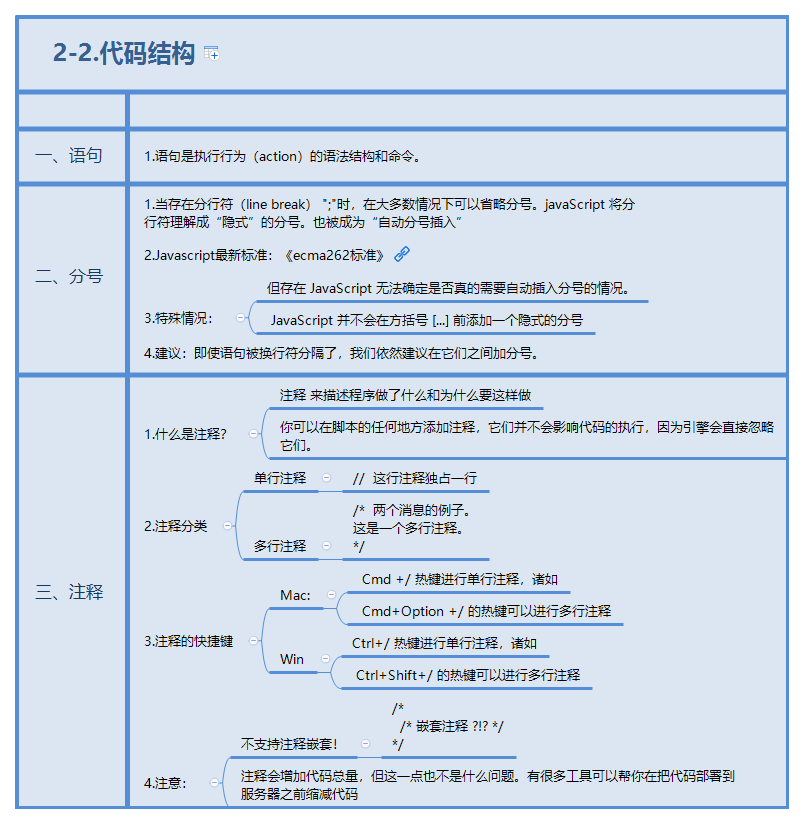 2-2.代码结构
一、语句
1.语句是执行行为（action）的语法结构和命令。
二、分号
1.当存在分行符（line break） ";"时，在大多数情况下可以省略分号。javaScript 将分
行符理解成“隐式”的分号。也被成为“自动分号插入”
2.Javascript最新标准：《ecma262标准》
3.特殊情况：
但存在 JavaScript 无法确定是否真的需要自动插入分号的情况。
JavaScript 并不会在方括号 [...] 前添加一个隐式的分号
4.建议：即使语句被换行符分隔了，我们依然建议在它们之间加分号。
三、注释
1.什么是注释？
注释 来描述程序做了什么和为什么要这样做
你可以在脚本的任何地方添加注释，它们并不会影响代码的执行，因为引擎会直接忽略
它们。
2.注释分类
单行注释
// 这行注释独占一行
多行注释
/* 两个消息的例子。
这是一个多行注释。
*/
3.注释的快捷键
Mac:
Cmd +/ 热键进行单行注释，诸如
Cmd+Option +/ 的热键可以进行多行注释
Win
Ctrl+/ 热键进行单行注释，诸如
Ctrl+Shift+/ 的热键可以进行多行注释
4.注意：
不支持注释嵌套！
/*
/* 嵌套注释 ?!? */
*/
注释会增加代码总量，但这一点也不是什么问题。有很多工具可以帮你在把代码部署到
服务器之前缩减代码